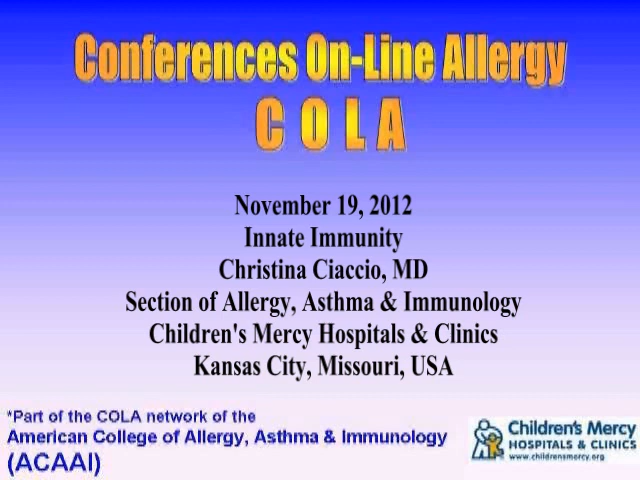 Conferences On-Line Allergy
C O L A
November 19, 2012
Innate Immunity
Christina Ciaccio, MD
Section of Allergy, Asthma & Immunology
Children's Mercy Hospitals & Clinics
Kansas City, Missouri, USA
*Part of the COLA network of the
American College of Allergy, Asthma & Immunology
(ACAAI)
Children's Mercy
HOSPITALS & CLINICS
www.childrensmercy.org